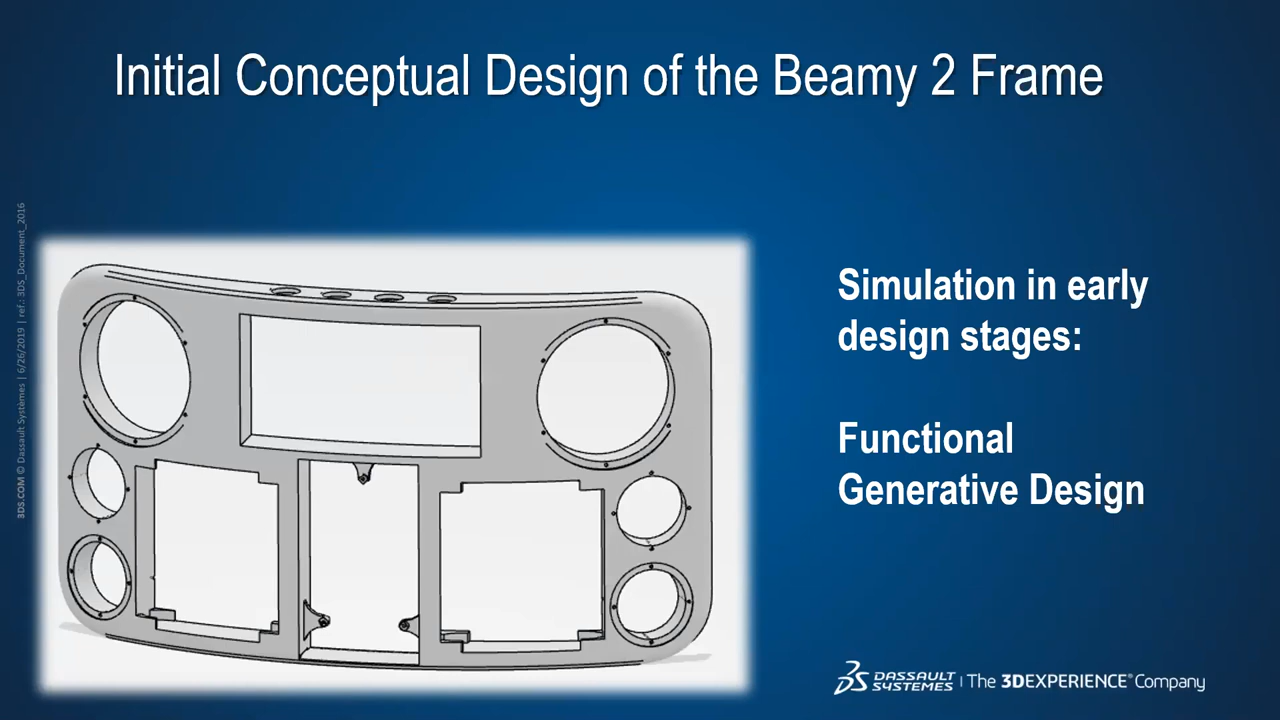 Initial Conceptual Design of the Beamy 2 Frame
3DS.COM © Dassault Systèmes | 6/26/2019 | ref.: 3DS_Document_2016
Simulation in early
design stages:
Functional
Generative Design
DASSAULT
SYSTEMES | The 3DEXPERIENCE® Company